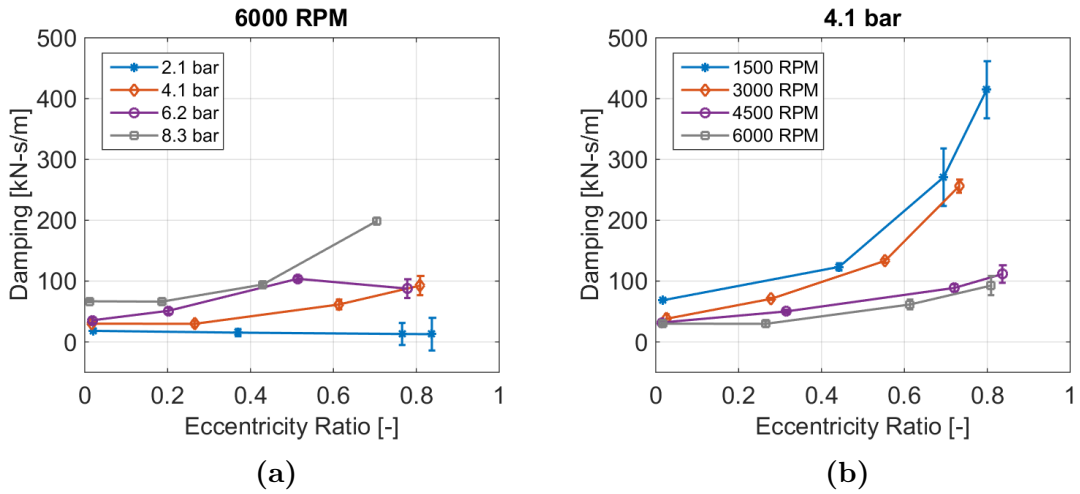 6000 RPM
Damping [kN-s/m]
500
400
300
200
100
0
2.1 bar
4.1 bar
6.2 bar
8.3 bar
0 0.2 0.4 0.6 0.8 1
Eccentricity Ratio [-]
(a)
4.1 bar
Damping [kN-s/m]
500
400
300
200
100
0
1500 RPM
3000 RPM
4500 RPM
6000 RPM
0 0.2 0.4 0.6 0.8 1
Eccentricity Ratio [-]
(b)